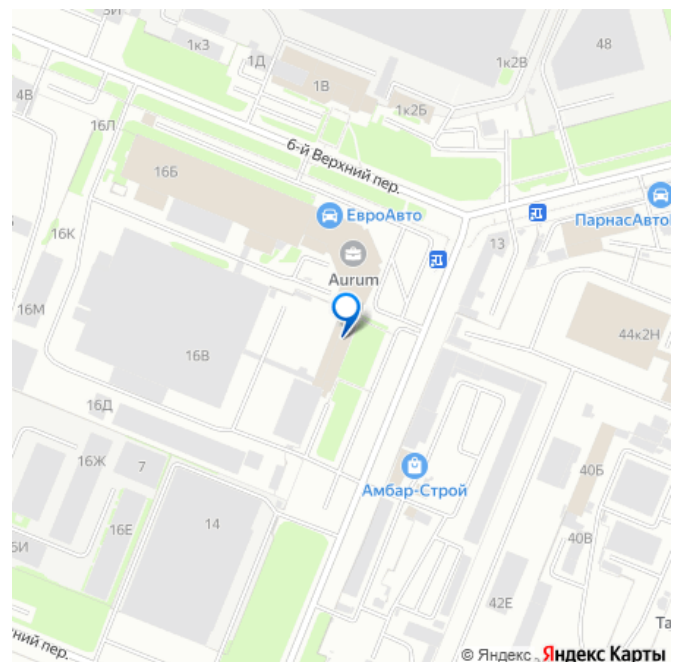 3И
1к3
1Д
1В
1к2В
48
4В
1к2Б
16Л
6-й Верхний пер.
16Б
ЕвроАвто
ПарнасАвто
16К
13
Aurum
16М
44к2Н
16В
16Д
16Ж
7
Амбар-Строй
40Б
14
16Е
40В
42Е
Та
ний пер.
© Яндекс
Яндекс Карты